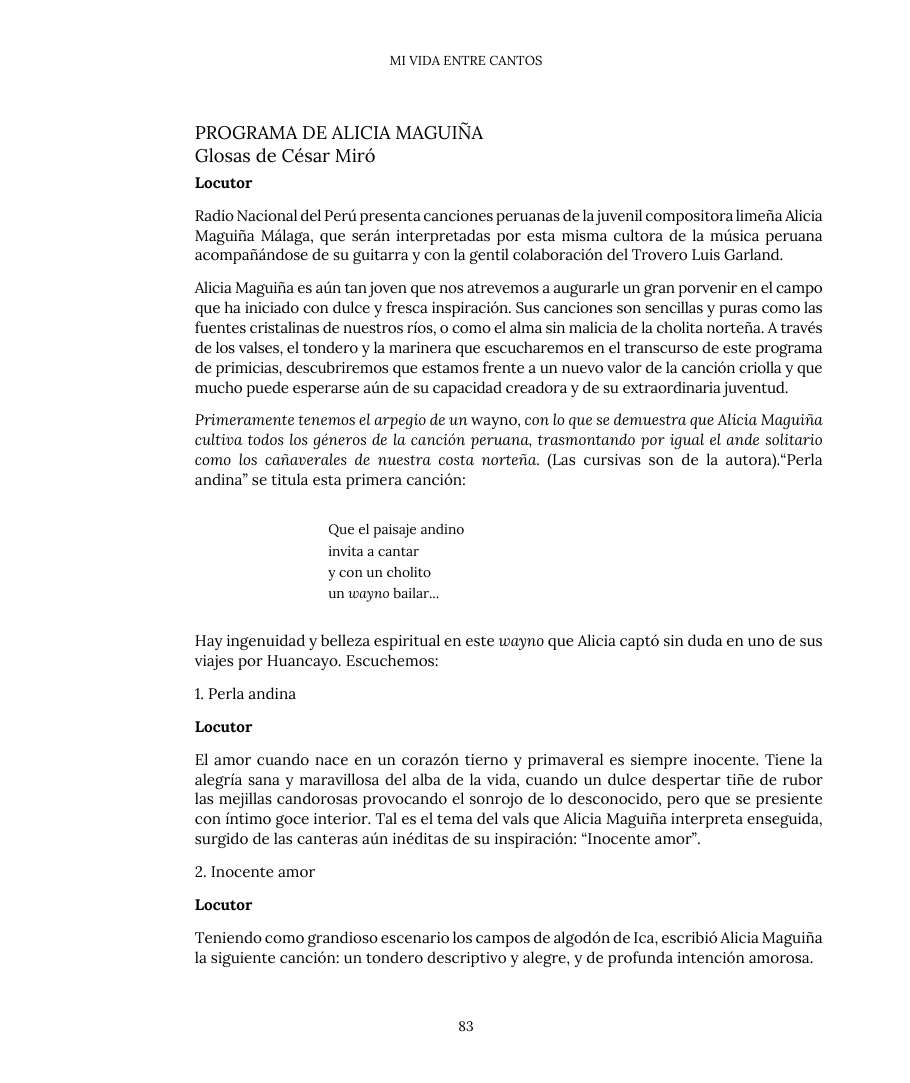 MI VIDA ENTRE CANTOS
PROGRAMA DE ALICIA MAGUIÑA
Glosas de César Miró
Locutor
Radio Nacional del Perú presenta canciones peruanas de la juvenil compositora limeña Alicia
Maguiña Málaga, que serán interpretadas por esta misma cultora de la música peruana
acompañándose de su guitarra y con la gentil colaboración del Trovero Luis Garland.
Alicia Maguiña es aún tan joven que nos atrevemos a augurarle un gran porvenir en el campo
que ha iniciado con dulce y fresca inspiración. Sus canciones son sencillas y puras como las
fuentes cristalinas de nuestros ríos, o como el alma sin malicia de la cholita norteña. A través
de los valses, el tondero y la marinera que escucharemos en el transcurso de este programa
de primicias, descubriremos que estamos frente a un nuevo valor de la canción criolla y que
mucho puede esperarse aún de su capacidad creadora y de su extraordinaria juventud.
Primeramente tenemos el arpegio de un wayno, con lo que se demuestra que Alicia Maguiña
cultiva todos los géneros de la canción peruana, trasmontando por igual el ande solitario
como los cañaverales de nuestra costa norteña. (Las cursivas son de la autora).“Perla
andina” se titula esta primera canción:
Que el paisaje andino
invita a cantar
y con un cholito
un wayno bailar...
Hay ingenuidad y belleza espiritual en este wayno que Alicia captó sin duda en uno de sus
viajes por Huancayo. Escuchemos:
1. Perla andina
Locutor
El amor cuando nace en un corazón tierno y primaveral es siempre inocente. Tiene la
alegría sana y maravillosa del alba de la vida, cuando un dulce despertar tiñe de rubor
las mejillas candorosas provocando el sonrojo de lo desconocido, pero que se presiente
con íntimo goce interior. Tal es el tema del vals que Alicia Maguiña interpreta enseguida,
surgido de las canteras aún inéditas de su inspiración: “Inocente amor”.
2. Inocente amor
Locutor
Teniendo como grandioso escenario los campos de algodón de Ica, escribió Alicia Maguiña
la siguiente canción: un tondero descriptivo y alegre, y de profunda intención amorosa.
83